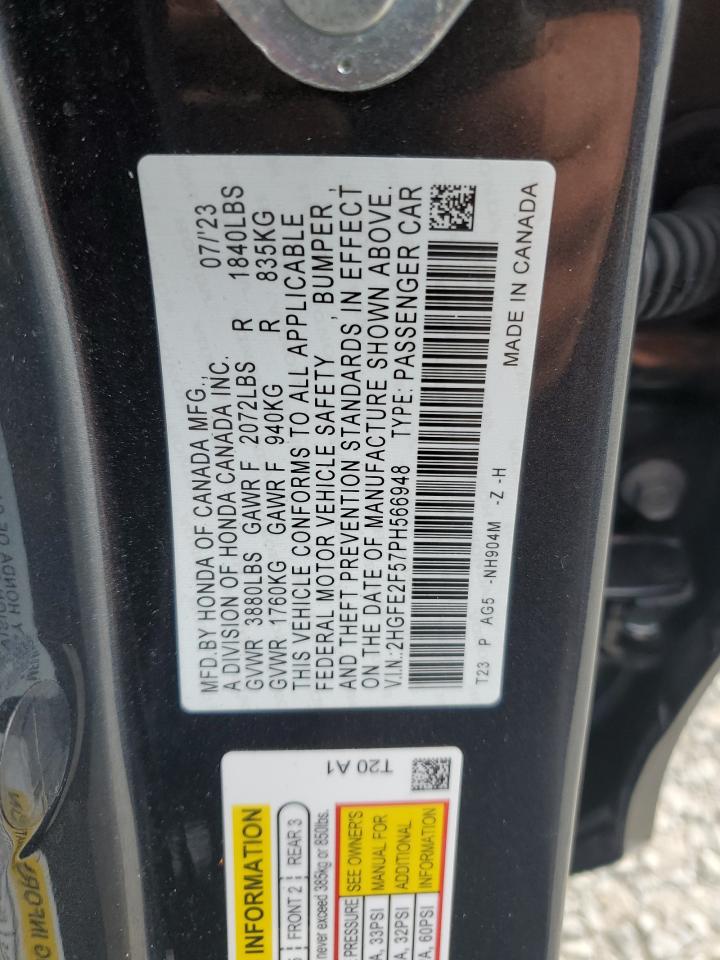 MFD.BY HONDA OF CANADA MFG., 07/'23
A DIVISION OF HONDA CANADA INC.
GVWR 3880LBS GAWR F 2072LBS R 1840LBS
GVWR 1760KG GAWR F 940KG R 835KG
THIS VEHICLE CONFORMS TO ALL APPLICABLE
FEDERAL MOTOR VEHICLE SAFETY , BUMPER ,
AND THEFT PREVENTION STANDARDS IN EFFECT
ON THE DATE OF MANUFACTURE SHOWN ABOVE.
V.I.N.:2HGFE2F57PH566948 TYPE: PASSENGER CAR
T23 P AG5 -NH904M -Z -H MADE IN CANADA
T20 A1
INFORMATION
FRONT 2 REAR 3
never exceed 385kg or 850lbs.
PRESSURE SEE OWNER'S
33PSI MANUAL FOR
32PSI ADDITIONAL
60PSI INFORMATION